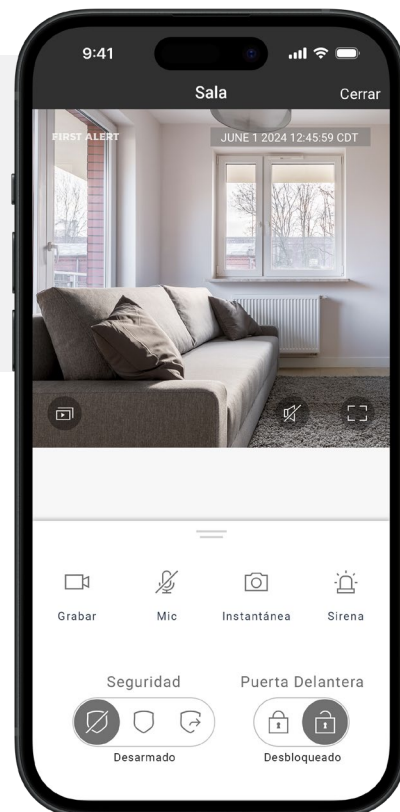 9:41
Sala
Cerrar
FIRST ALERT
JUNE 1 2024 12:45:59 CDT
Grabar
Mic
Instantánea
Sirena
Seguridad
Puerta Delantera
Desarmado
Desbloqueado